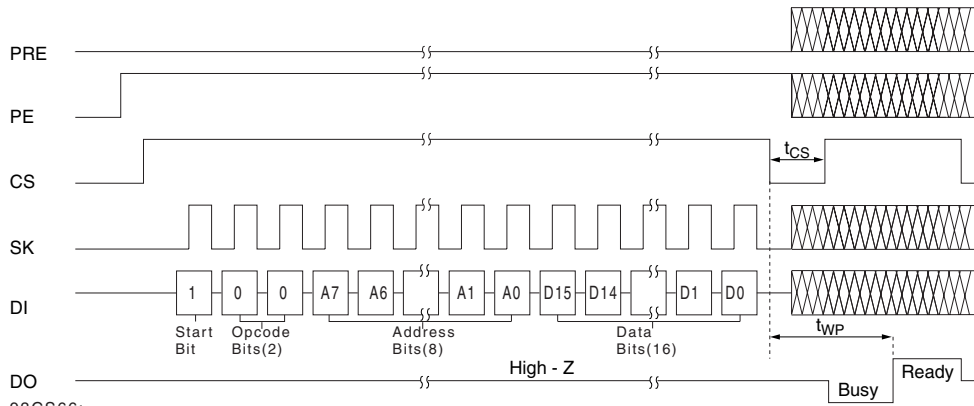 PRE
PE
CS
tCS
SK
DI
1 0 0 A7 A6 A1 A0 D15 D14 D1 D0
Start Bit
Opcode Bits(2)
Address Bits(8)
Data Bits(16)
tWP
DO
High - Z
Busy
Ready